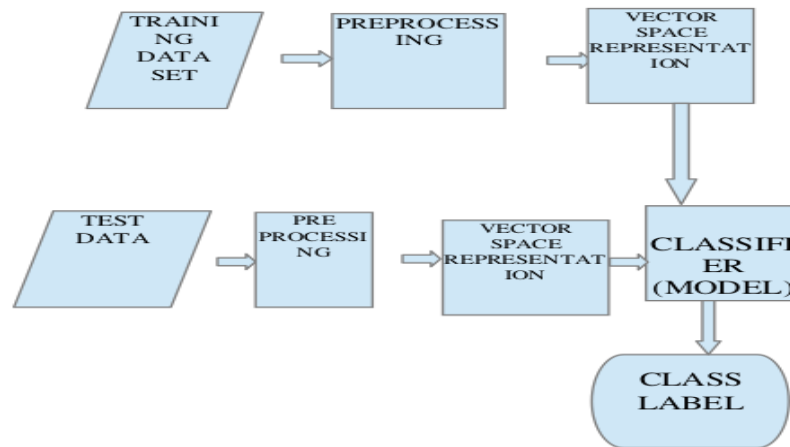 TRAINI
NG
DATA
SET
PREPROCESS
ING
VECTOR
SPACE
REPRESENTAT
ION
TEST
DATA
PRE
PROCESSI
NG
VECTOR
SPACE
REPRESENTAT
ION
CLASSIFI
ER
(MODEL)
CLASS
LABEL